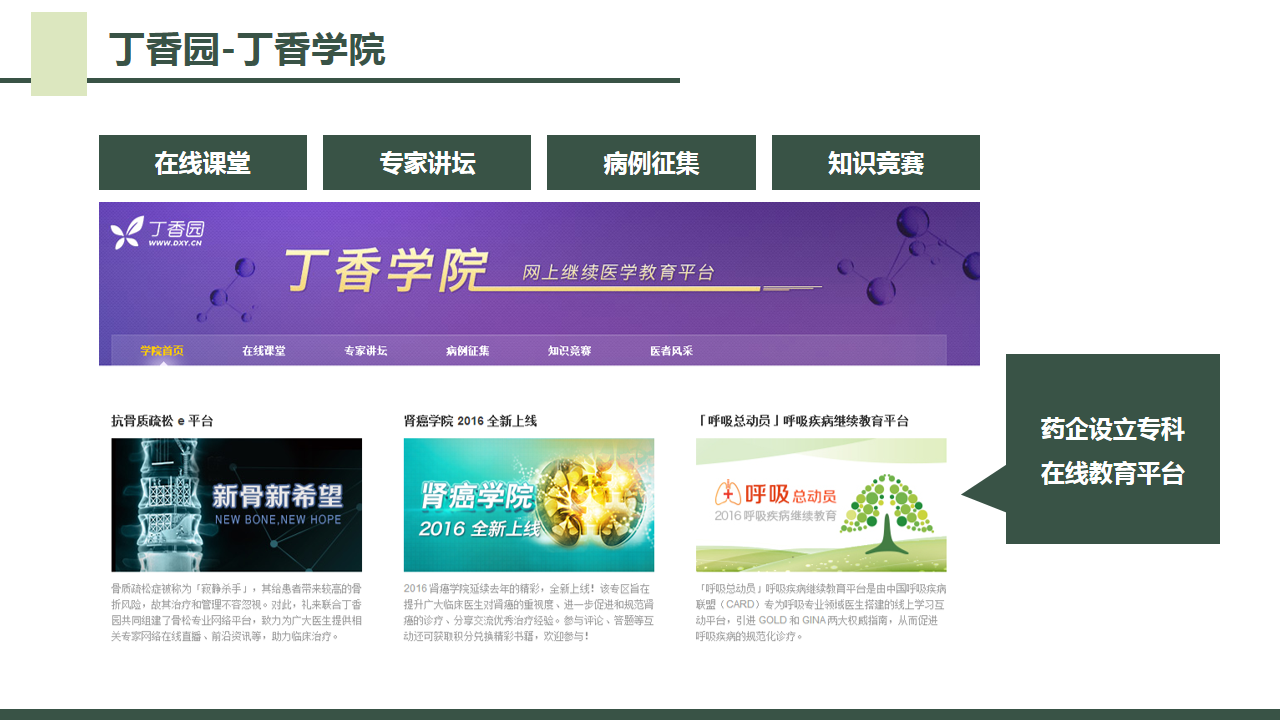 丁香园-丁香学院
在线课堂
专家讲坛
病例征集
知识竞赛
丁香园
WWW.DXY.CN
丁香学院
网上继续医学教育平台
学院首页
在线课堂
专家讲坛
病例征集
知识竞赛
医者风采
抗骨质疏松 e 平台
新骨新希望
NEW BONE,NEW HOPE
骨质疏松症被称为「寂静杀手」，其给患者带来较高的骨
折风险，故其治疗和管理不容忽视。对此，礼来联合丁香
园共同组建了骨松专业网络平台，致力为广大医生提供相
关专家网络在线直播、前沿资讯等，助力临床治疗。
肾癌学院 2016 全新上线
肾癌学院
2016 全新上线
2016 肾癌学院延续去年的精彩，全新上线！该专区旨在
提升广大临床医生对肾癌的重视度、进一步促进和规范肾
癌的诊疗、分享交流优秀治疗经验。参与评论、答题等互
动还可获取积分兑换精彩书籍，欢迎参与！
「呼吸总动员」呼吸疾病继续教育平台
呼吸总动员
2016 呼吸疾病继续教育
「呼吸总动员」呼吸疾病继续教育平台是由中国呼吸疾病
联盟（CARD）专为呼吸专业领域医生搭建的线上学习互
动平台，引进 GOLD 和 GINA 两大权威指南，从而促进
呼吸疾病的规范化诊疗。
药企设立专科
在线教育平台